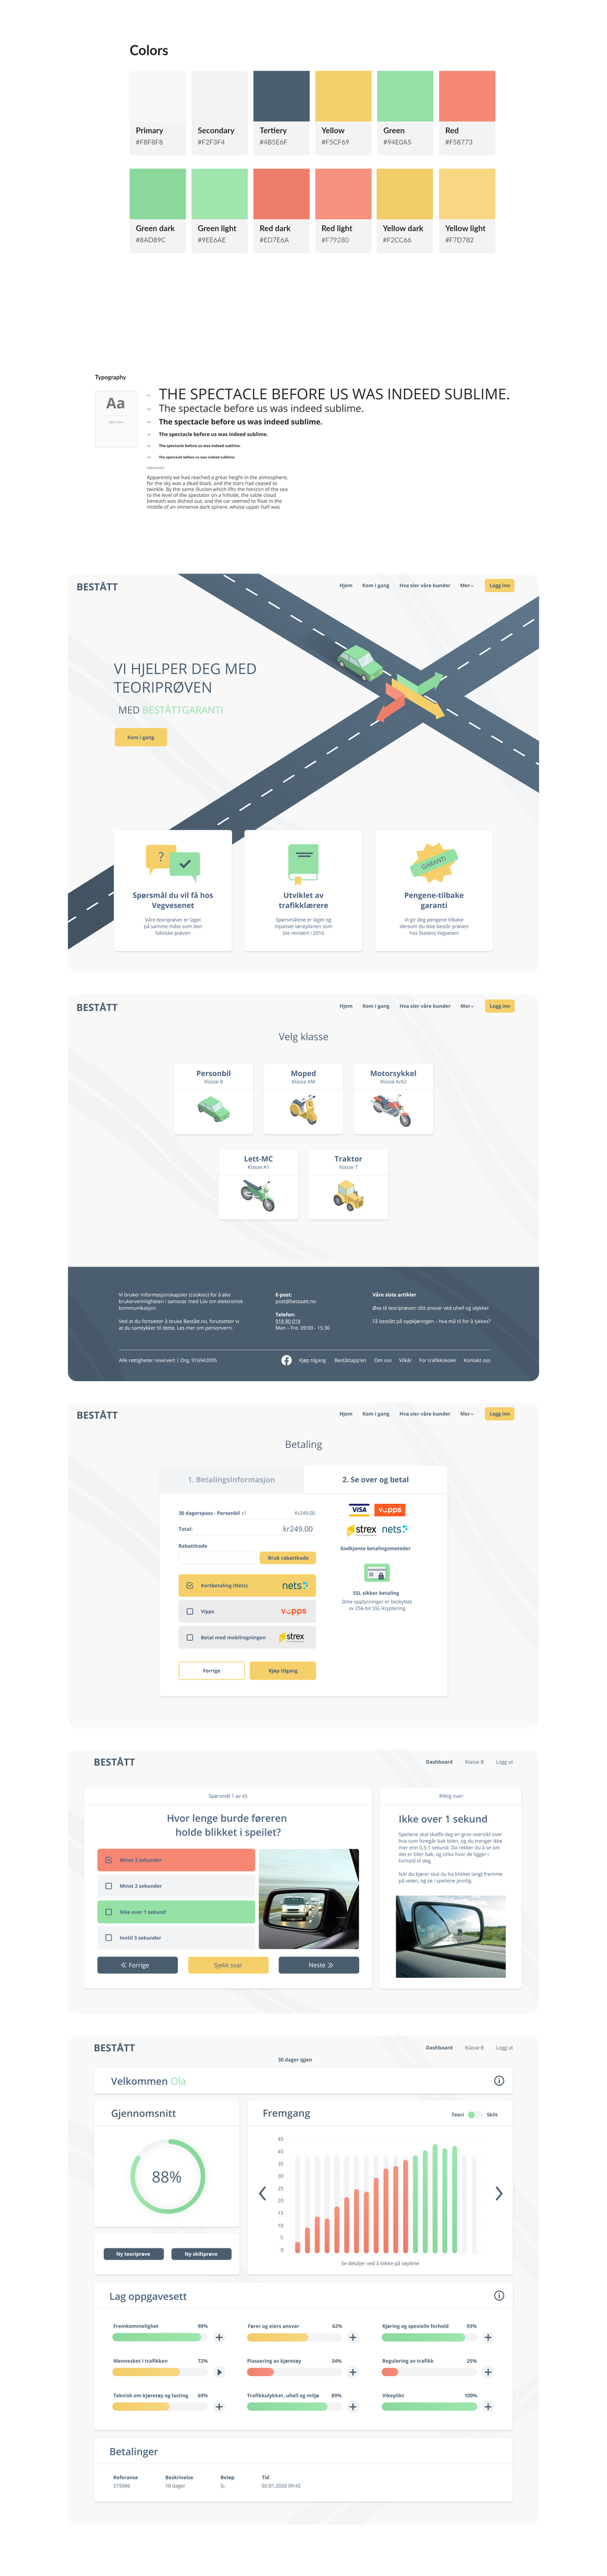 Colors
Primary
#F8F8F8
Secondary
#F2F3F4
Tertiery
#4B5E6F
Yellow
#F5CF69
Green
#94E0A5
Red
#F58773
Green dark
#8AD89C
Green light
#9EE6AE
Red dark
#ED7E6A
Red light
#F79280
Yellow dark
#F2CC66
Yellow light
#F7D782
Typography
Aa
THE SPECTACLE BEFORE US WAS INDEED SUBLIME.
The spectacle before us was indeed sublime.
The spectacle before us was indeed sublime.
The spectacle before us was indeed sublime.
The spectacle before us was indeed sublime.
The spectacle before us was indeed sublime.
Apparently we had reached a great height in the atmosphere,
for the sky was a dead black, and the stars had ceased to
twinkle. By the same illusion which lifts the horizon of the sea
to the level of the spectator on a hillside, the table cloud
beneath was dished out, and the car seemed to float in the
middle of an immense dark sphere, whose upper half was
BESTÅTT
Hjem Kom i gang Hva sier våre kunder Mer Logg inn
VI HJELPER DEG MED
TEORIPRØVEN
MED BESTÅTTGARANTI
Kom i gang
?
Spørsmål du vil få hos
Vegvesenet
Våre teoriprøver er laget
på samme måte som den
faktiske prøven
Utviklet av
trafikklærere
Spørsmålene er laget og
tilpasset læreplanen som
ble revidert i 2016
GARANTI
Pengene-tilbake
garanti
Vi gir deg pengene tilbake
dersom du ikke består prøven
hos Statens Vegvesen
BESTÅTT
Hjem Kom i gang Hva sier våre kunder Mer Logg inn
Velg klasse
Personbil
Klasse B
Moped
Klasse AM
Motorsykkel
Klasse A/A2
Lett-MC
Klasse A1
Traktor
Klasse T
Vi bruker informasjonskapsler (cookies) for å øke
brukervennligheten i samsvar med Lov om elektronisk
kommunikasjon.
Ved at du fortsetter å bruke Bestått.no, forutsetter vi
at du samtykker til dette. Les mer om personvern.
E-post:
post@bestaatt.no
Telefon:
918 80 018
Man – Fre. 09:00 - 15:30
Våre siste artikler
Øve til teoriprøven: ditt ansvar ved uhell og ulykker
Få bestått på oppkjøringen – hva må til for å lykkes?
Alle rettigheter reservert | Org. 916942095
Kjøp tilgang Beståttapp'en Om oss Vilkår For trafikkskoler Kontakt oss
BESTÅTT
Hjem Kom i gang Hva sier våre kunder Mer Logg inn
Betaling
1. Betalingsinformasjon
2. Se over og betal
30 dagerspass - Personbil x1 Kr249.00
Total: kr249.00
Rabattkode
Bruk rabattkode
Kortbetaling (Nets) nets
Vipps vipps
Betal med mobilregningen strex
Forrige
Kjøp tilgang
VISA vipps
strex nets
Godkjente betalingsmetoder
SSL sikker betaling
Dine opplysninger er beskyttet
av 256-bit SSL-kryptering
BESTÅTT
Dashboard Klasse B Logg ut
Spørsmål 1 av 45
Hvor lenge burde føreren
holde blikket i speilet?
Minst 3 sekunder
Minst 2 sekunder
Ikke over 1 sekund
Inntil 3 sekunder
Forrige
Sjekk svar
Neste
Riktig svar:
Ikke over 1 sekund
Speilene skal skaffe deg en grov oversikt over
hva som foregår bak bilen, og du trenger ikke
mer enn 0,5-1 sekund. Da rekker du å se om
det er biler bak, og cirka hvor de ligger i
forhold til deg.
Når du kjører skal du ha blikket langt fremme
på veien, og se i speilene jevnlig.
BESTÅTT
Dashboard Klasse B Logg ut
30 dager igjen
Velkommen Ola
Gjennomsnitt
88%
Ny teoriprøve
Ny skiltprøve
Fremgang
Teori Skilt
45
40
35
30
25
20
15
10
5
0
Se detaljer ved å klikke på søylene
Lag oppgavesett
Fremkommelighet 98%
Fører og eiers ansvar 62%
Kjøring og spesielle forhold 93%
Mennesket i trafikken 72%
Plassering av kjøretøy 34%
Regulering av trafikk 25%
Teknisk om kjøretøy og lasting 69%
Trafikkulykker, uhell og miljø 89%
Vikeplikt 100%
Betalinger
Referanse Beskrivelse Beløp Tid
515086 10 dager 0,- 02.01.2020 09:42